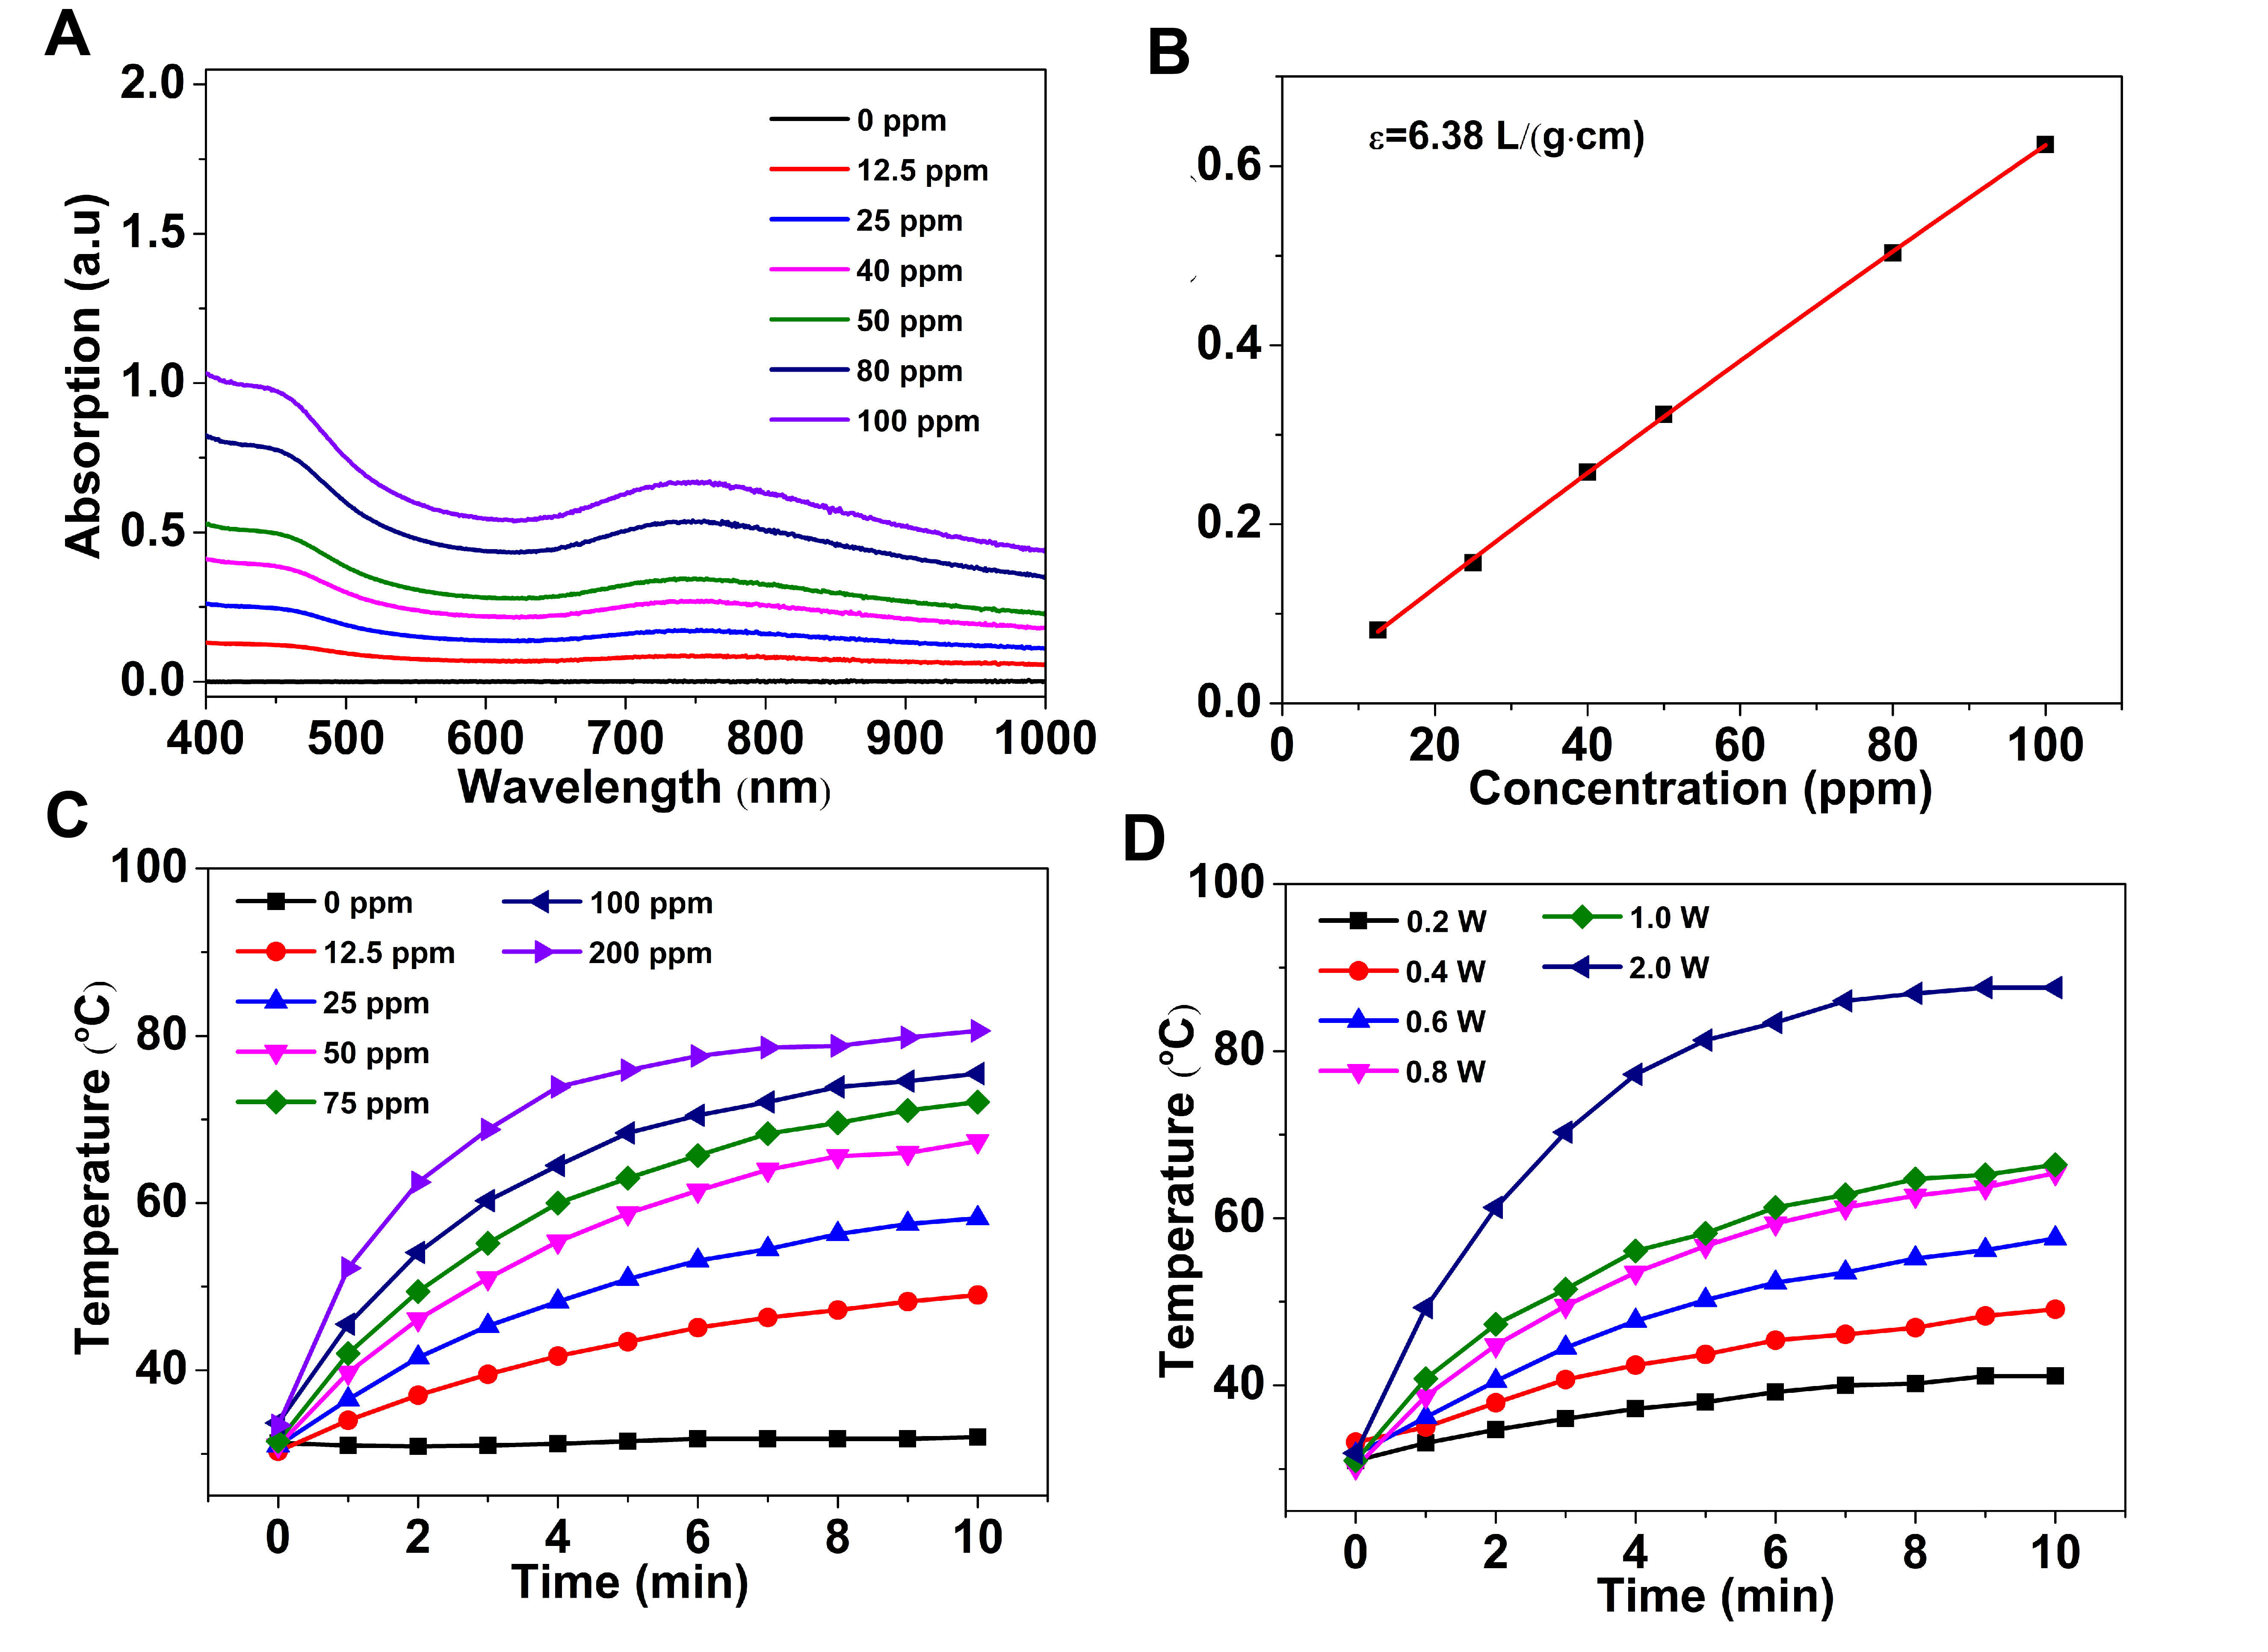 A
2.0
1.5
1.0
0.5
0.0
Absorption (a.u)
0 ppm
12.5 ppm
25 ppm
40 ppm
50 ppm
80 ppm
100 ppm
400 500 600 700 800 900 1000
Wavelength (nm)
B
ε=6.38 L/(g·cm)
0.6
0.4
0.2
0.0
0 20 40 60 80 100
Concentration (ppm)
C
100
80
60
40
Temperature (ºC)
0 ppm
12.5 ppm
25 ppm
50 ppm
75 ppm
100 ppm
200 ppm
0 2 4 6 8 10
Time (min)
D
100
80
60
40
Temperature (ºC)
0.2 W
0.4 W
0.6 W
0.8 W
1.0 W
2.0 W
0 2 4 6 8 10
Time (min)